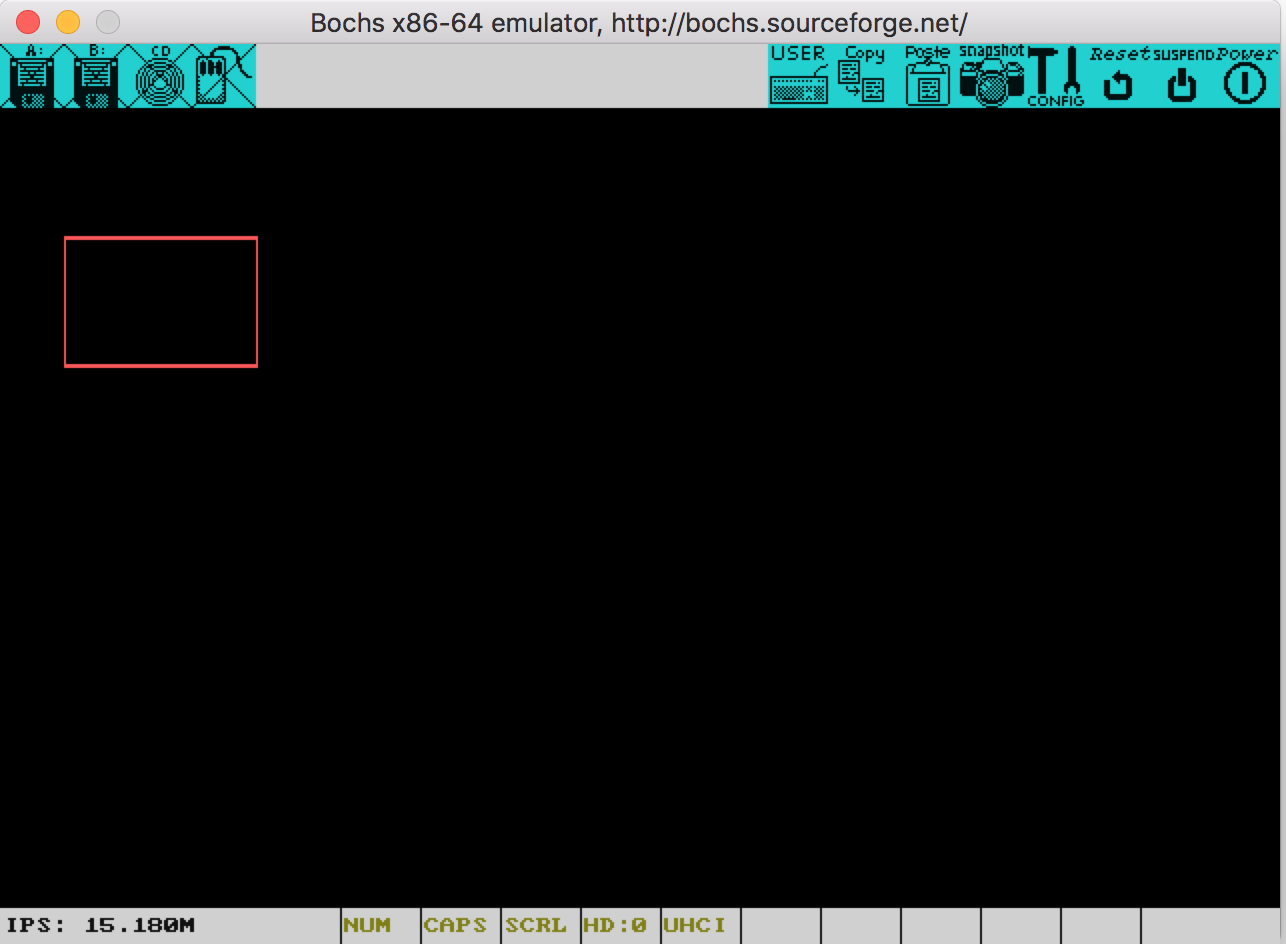 Bochs x86-64 emulator, http://bochs.sourceforge.net/
A: B: CD USER Copy Paste snapshot CONFIG Reset SUSPEND Power
IPS: 15.180M NUM CAPS SCRL HD:0 UHCI